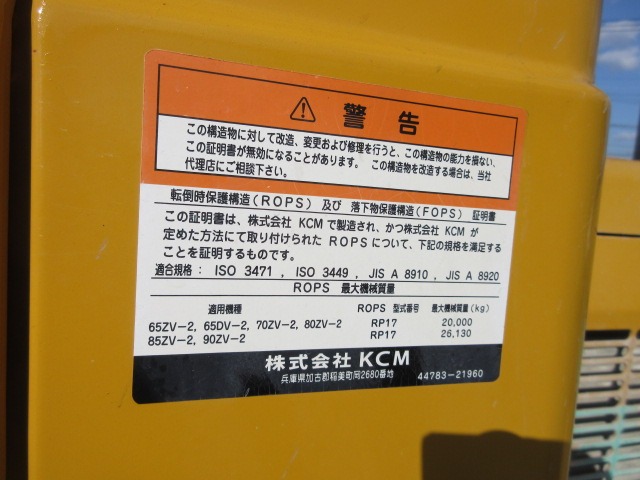 ⚠ 警告
この構造物に対して改造、変更および修理を行うと、この構造物の能力を損ない、
この証明書が無効になることがあります。 この構造物を改造する場合は、当社
代理店にご相談下さい。
転倒時保護構造(ROPS) 及び 落下物保護構造(FOPS) 証明書
この証明書は、株式会社 KCMで製造され、かつ株式会社 KCMが
定めた方法にて取り付けられた ROPSについて、下記の規格を満足する
ことを証明するものです。
適合規格: ISO 3471 , ISO 3449 , JIS A 8910 , JIS A 8920
ROPS 最大機械質量
適用機種 ROPS 型式番号 最大機械質量(kg)
65ZV-2, 65DV-2, 70ZV-2, 80ZV-2 RP17 20,000
85ZV-2, 90ZV-2 RP17 26,130
株式会社 KCM
兵庫県加古郡稲美町岡2680番地 44783-21960